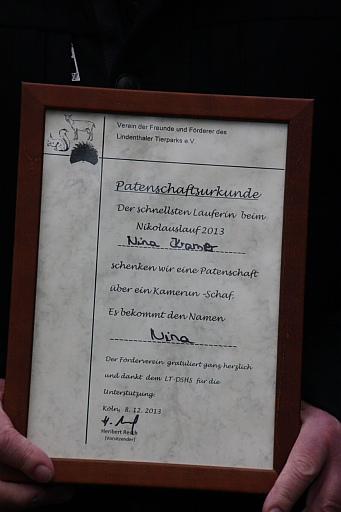 Verein der Freunde und Förderer des
Lindenthaler Tierparks e.V.
Patenschaftsurkunde
Der schnellsten Läuferin beim
Nikolauslauf 2013
Nina Kramer
schenken wir eine Patenschaft
über ein Kamerun -Schaf.
Es bekommt den Namen
Nina
Der Förderverein gratuliert ganz herzlich
und dankt dem LT-DSHS für die
Unterstützung.
Köln, 8. 12. 2013
Heribert Resch
(Vorsitzender)